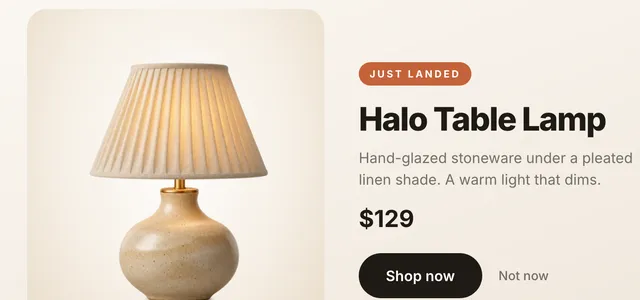 JUST LANDED
Halo Table Lamp
Hand-glazed stoneware under a pleated
linen shade. A warm light that dims.
$129
Shop now
Not now